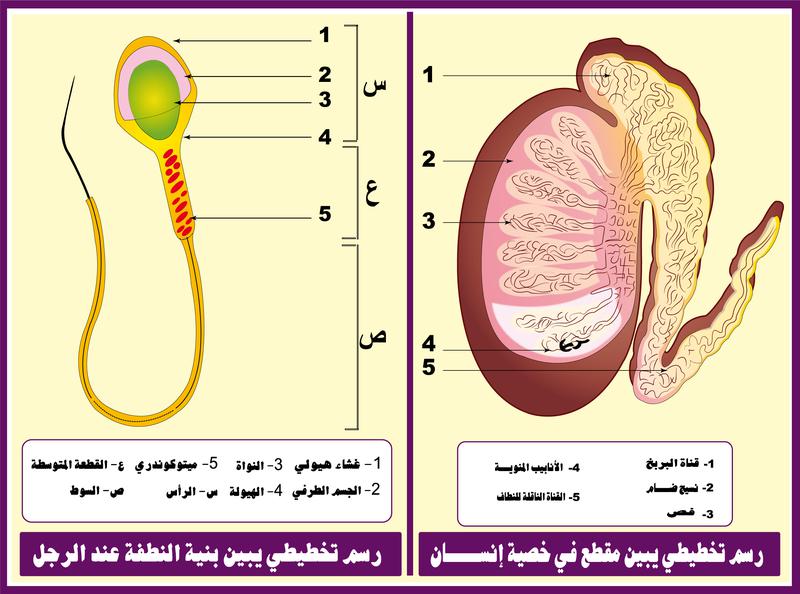 1
2
3
4
5
س
ع
ص
1- غشاء هيولي 3- النواة 5- ميتوكوندري ع- القطعة المتوسطة
2- الجسم الطرفي 4- الهيولة س- الرأس ص- السوط
رسم تخطيطي يبين بنية النطفة عند الرجل
1
2
3
4
5
1- قناة البربخ
2- نسيج ضام
3- فص
4- الأنابيب المنوية
5- القناة الناقلة للنطاف
رسم تخطيطي يبين مقطع في خصية إنسان